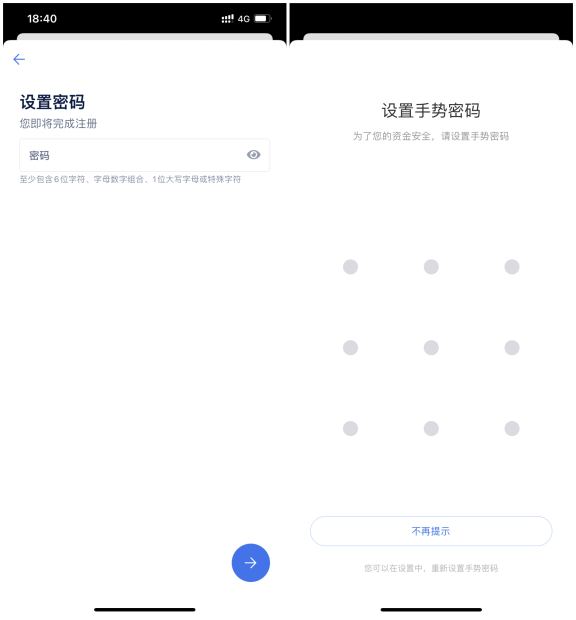 18:40
4G
设置密码
您即将完成注册
密码
至少包含6位字符、字母数字组合、1位大写字母或特殊字符
设置手势密码
为了您的资金安全，请设置手势密码
不再提示
您可以在设置中，重新设置手势密码